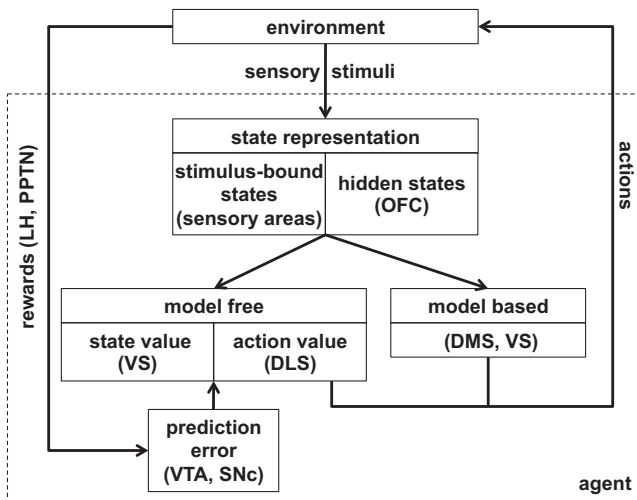 environment
sensory stimuli
state representation
stimulus-bound
states
(sensory areas)
hidden states
(OFC)
rewards (LH, PPTN)
actions
model free
state value
(VS)
action value
(DLS)
model based
(DMS, VS)
prediction
error
(VTA, SNc)
agent